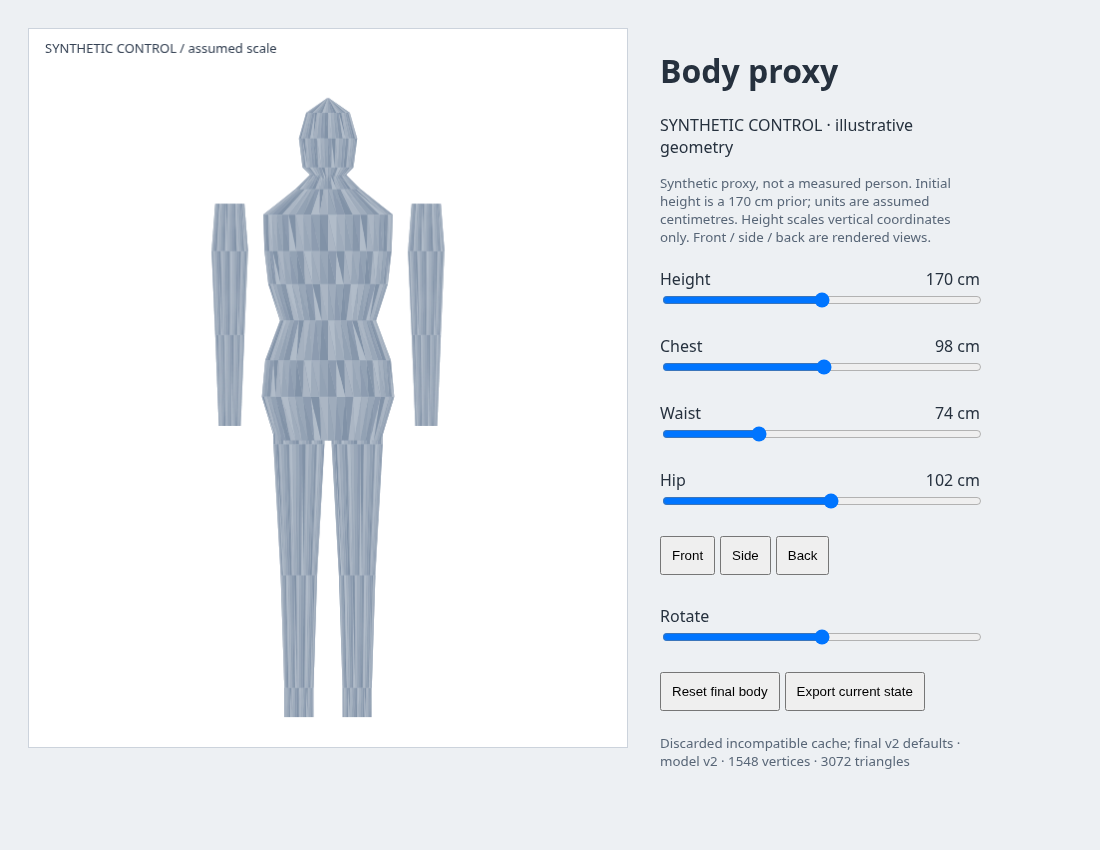 SYNTHETIC CONTROL / assumed scale
Body proxy
SYNTHETIC CONTROL · illustrative
geometry
Synthetic proxy, not a measured person. Initial
height is a 170 cm prior; units are assumed
centimetres. Height scales vertical coordinates
only. Front / side / back are rendered views.
Height 170 cm
Chest 98 cm
Waist 74 cm
Hip 102 cm
Front Side Back
Rotate
Reset final body Export current state
Discarded incompatible cache; final v2 defaults ·
model v2 · 1548 vertices · 3072 triangles